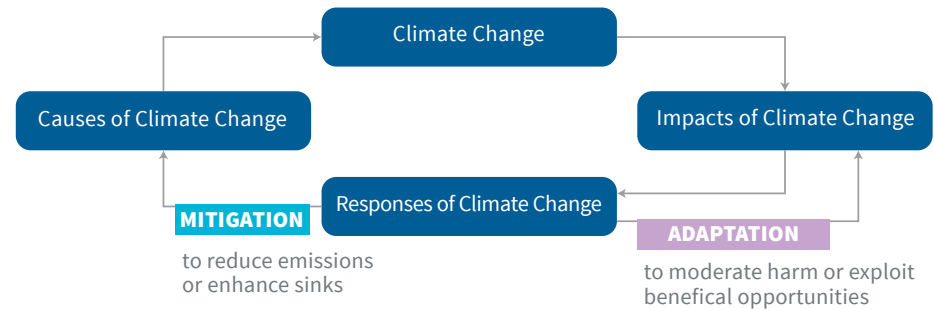 Climate Change
Causes of Climate Change
Impacts of Climate Change
Responses of Climate Change
MITIGATION
to reduce emissions
or enhance sinks
ADAPTATION
to moderate harm or exploit
benefical opportunities